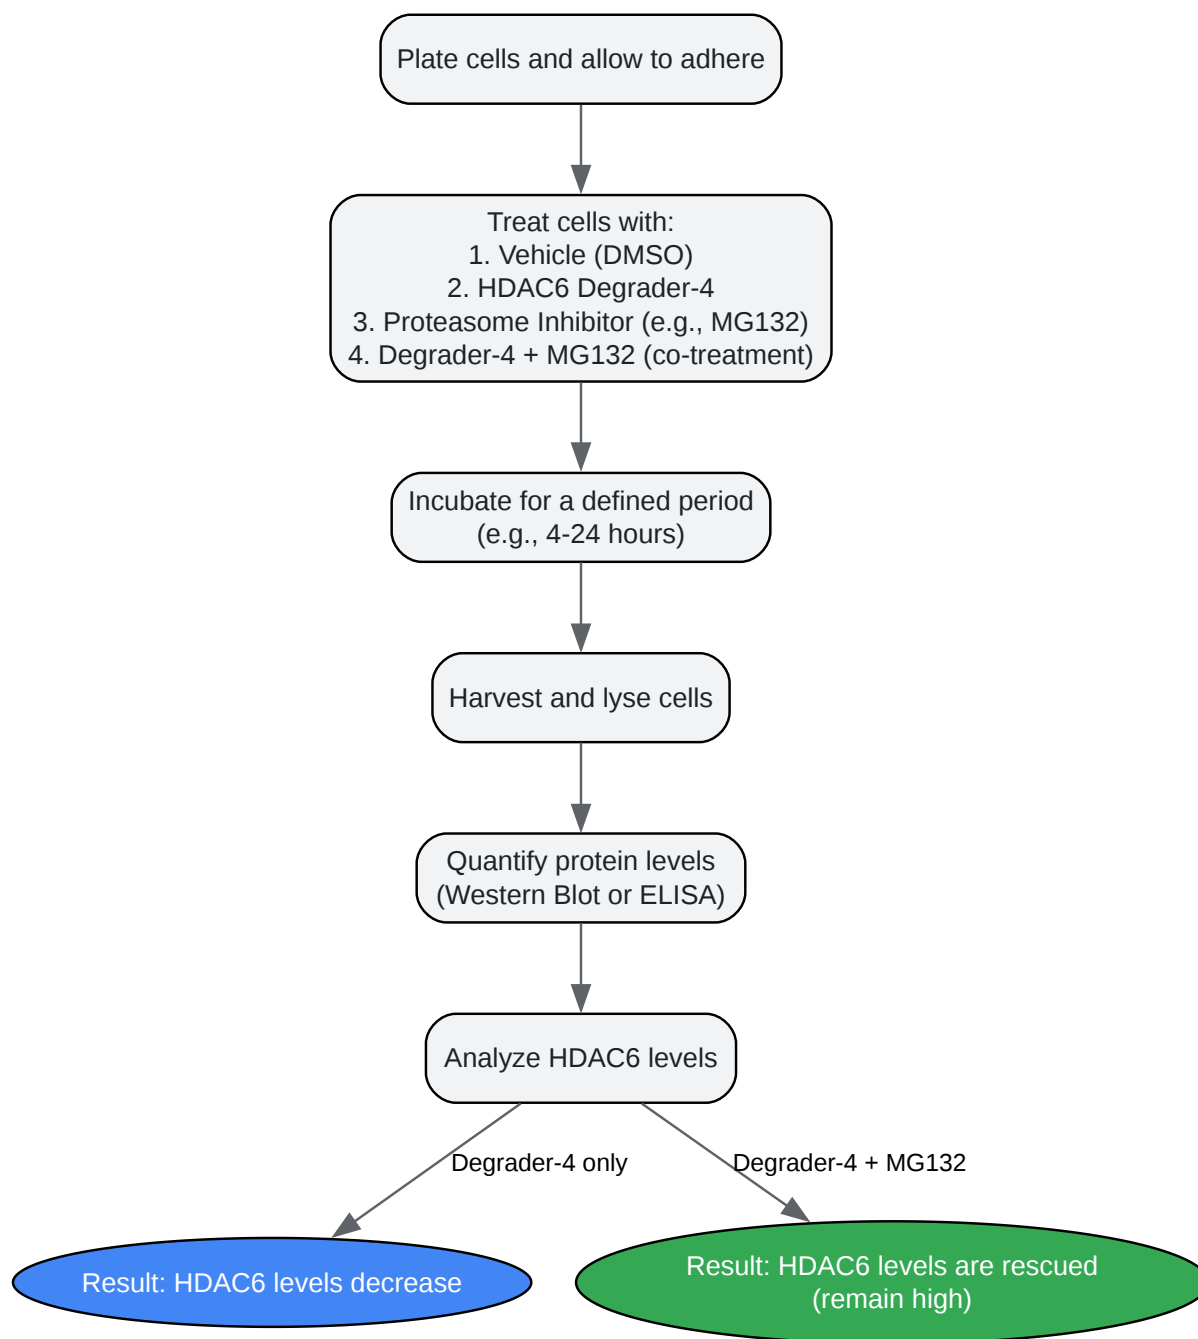 Plate cells and allow to adhere
Treat cells with:
1. Vehicle (DMSO)
2. HDAC6 Degrader-4
3. Proteasome Inhibitor (e.g., MG132)
4. Degrader-4 + MG132 (co-treatment)
Incubate for a defined period
(e.g., 4-24 hours)
Harvest and lyse cells
Quantify protein levels
(Western Blot or ELISA)
Analyze HDAC6 levels
Degrader-4 only
Degrader-4 + MG132
Result: HDAC6 levels decrease
Result: HDAC6 levels are rescued
(remain high)